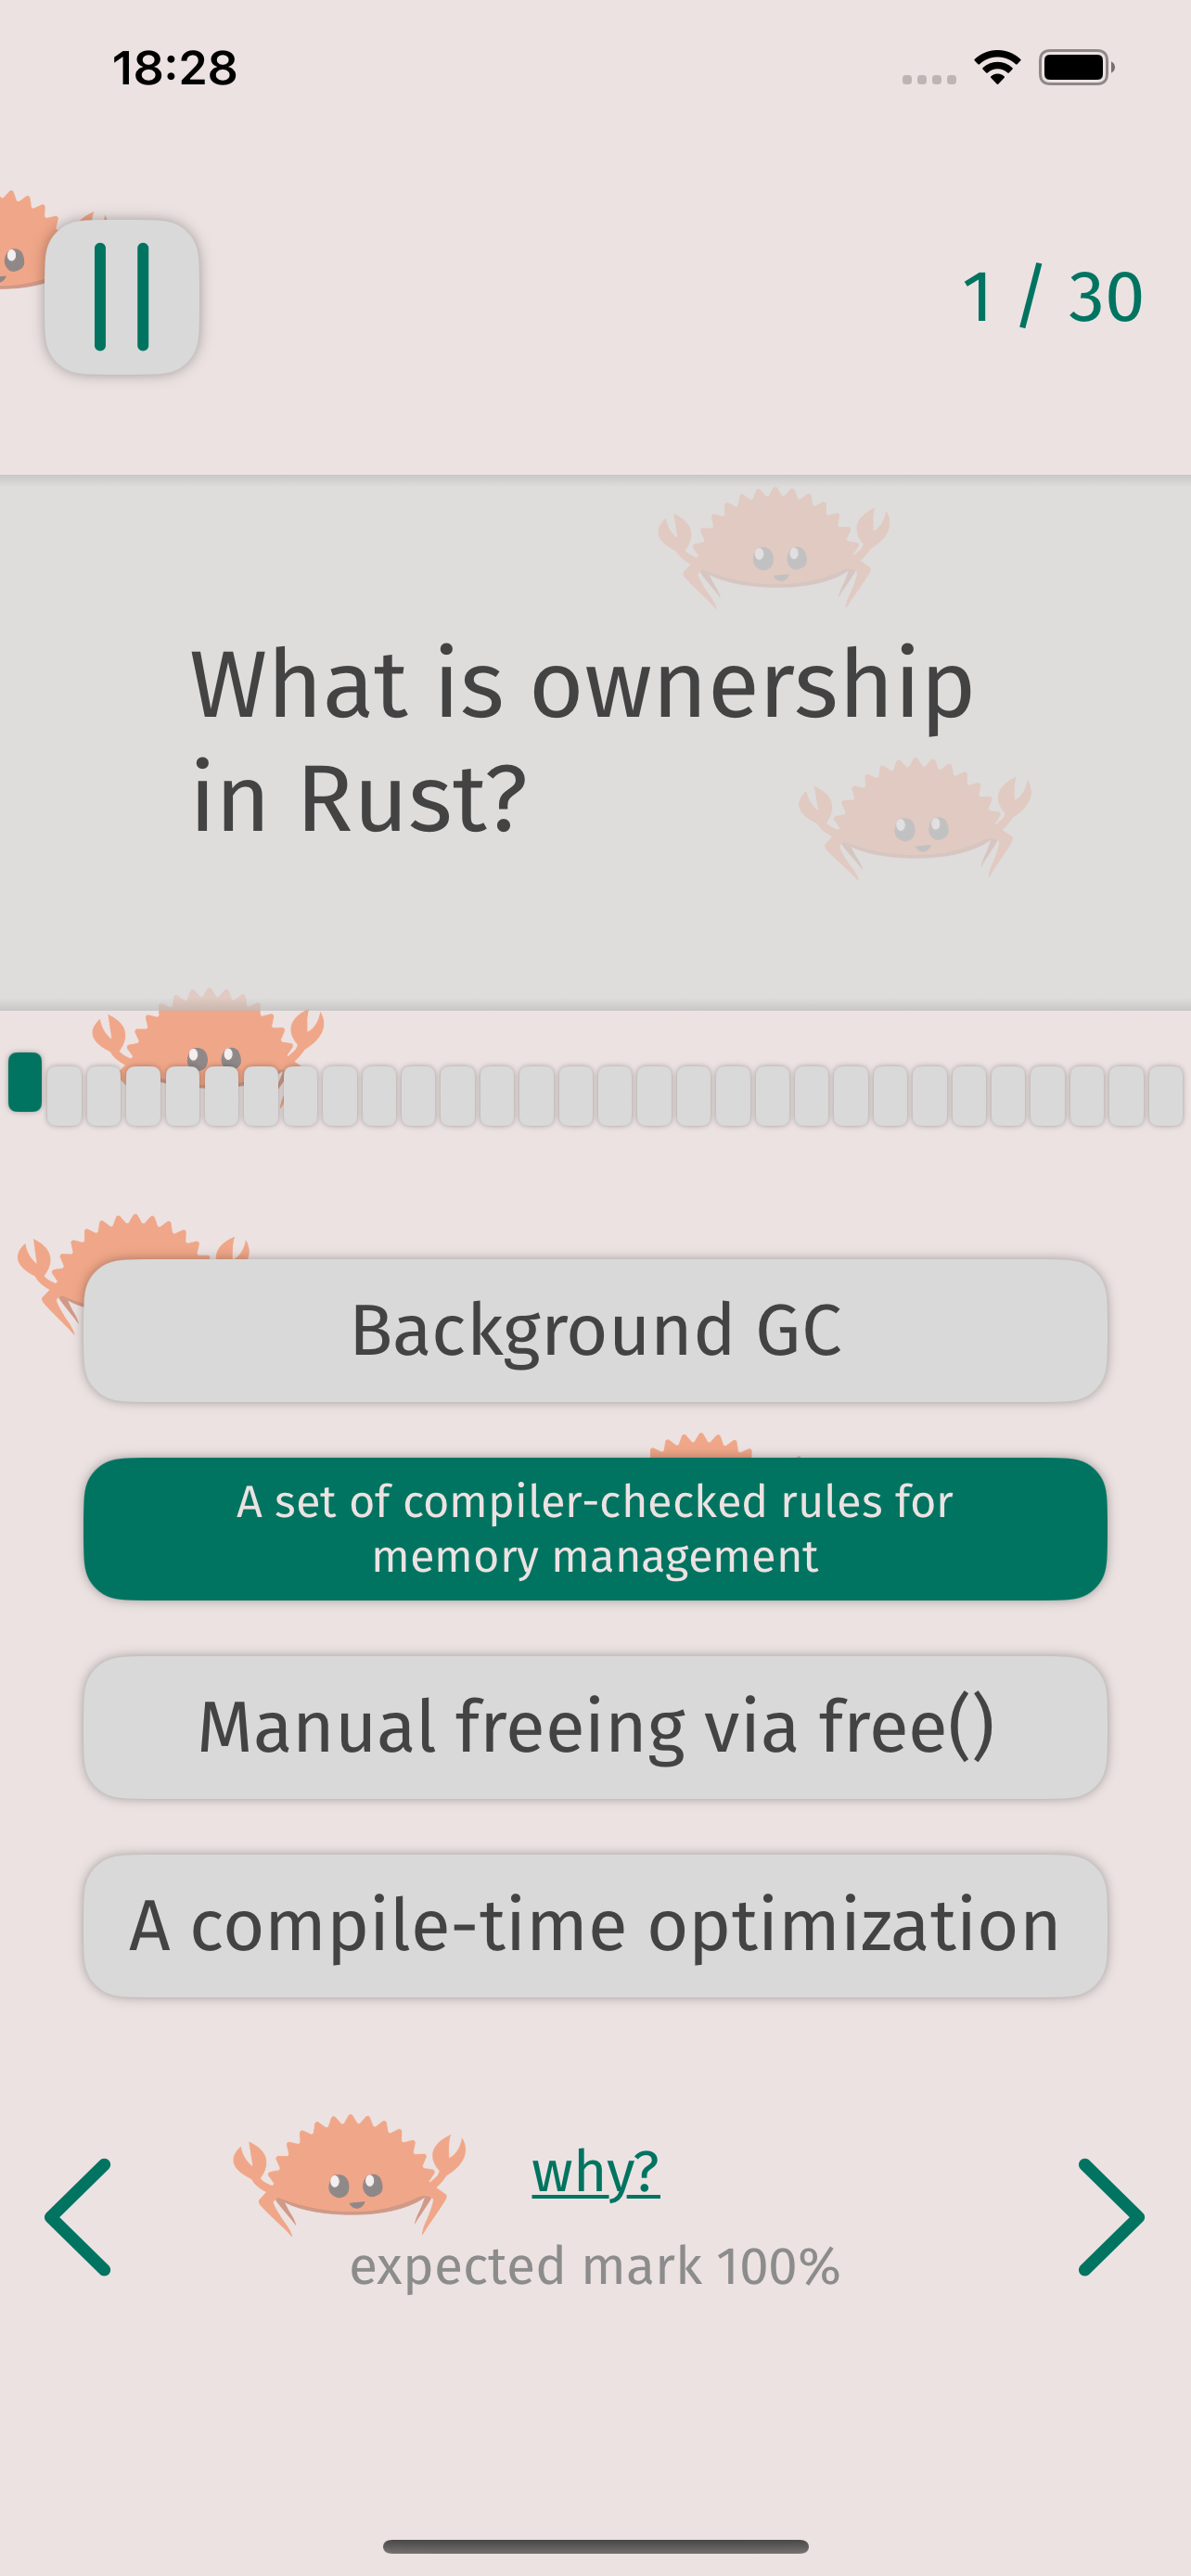 18:28
1 / 30
What is ownership
in Rust?
Background GC
A set of compiler-checked rules for
memory management
Manual freeing via free()
A compile-time optimization
why?
expected mark 100%